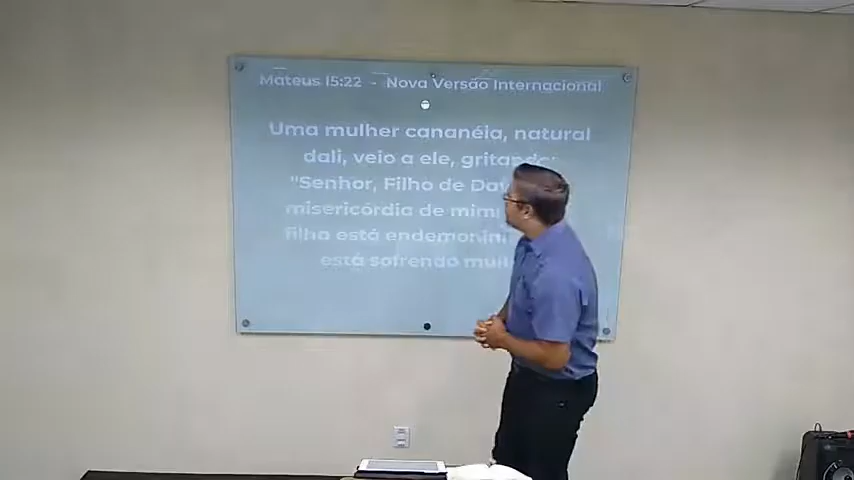 Mateus 15:22 - Nova Versão Internacional
Uma mulher cananéia, natural
dali, veio a ele, gritando:
"Senhor, Filho de
misericórdia de mim
filha está
está sofrendo